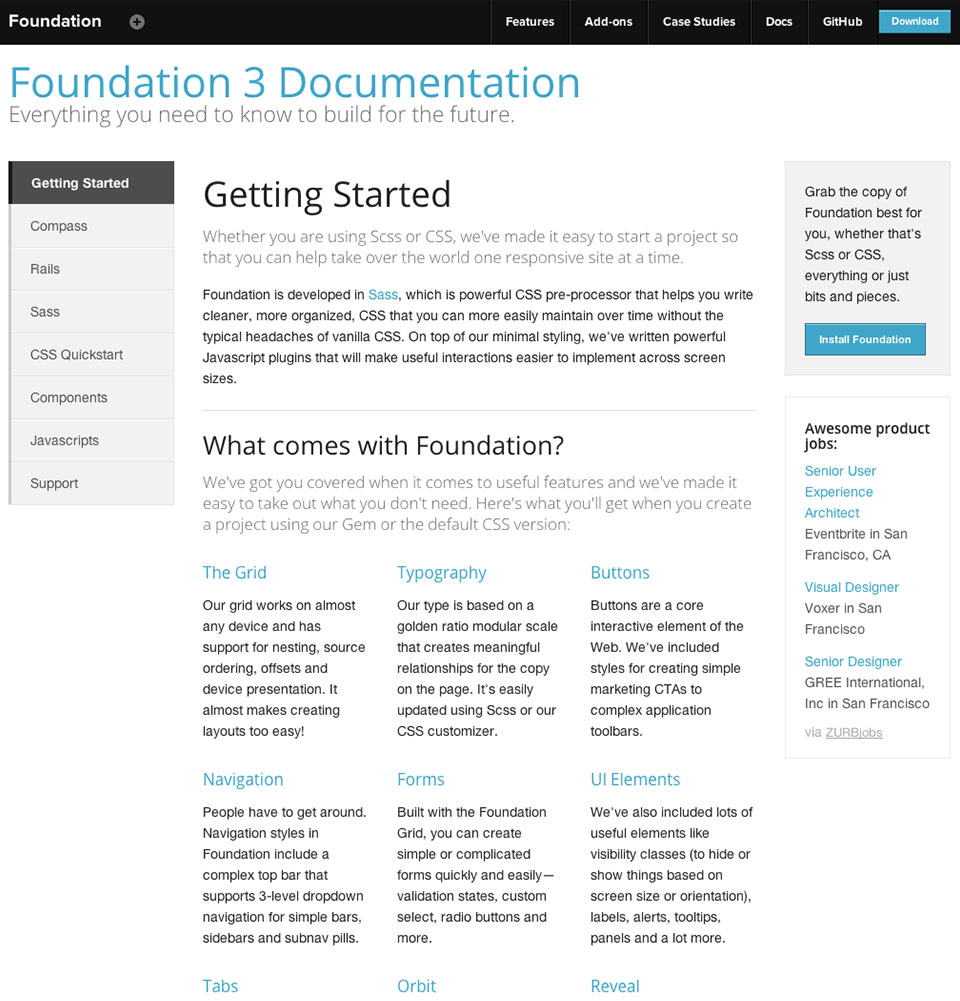 Foundation
Features
Add-ons
Case Studies
Docs
GitHub
Download
Foundation 3 Documentation
Everything you need to know to build for the future.
Getting Started
Compass
Rails
Sass
CSS Quickstart
Components
Javascripts
Support
Getting Started
Whether you are using Scss or CSS, we've made it easy to start a project so
that you can help take over the world one responsive site at a time.
Foundation is developed in Sass, which is powerful CSS pre-processor that helps you write
cleaner, more organized, CSS that you can more easily maintain over time without the
typical headaches of vanilla CSS. On top of our minimal styling, we've written powerful
Javascript plugins that will make useful interactions easier to implement across screen
sizes.
What comes with Foundation?
We've got you covered when it comes to useful features and we've made it
easy to take out what you don't need. Here's what you'll get when you create
a project using our Gem or the default CSS version:
The Grid
Our grid works on almost
any device and has
support for nesting, source
ordering, offsets and
device presentation. It
almost makes creating
layouts too easy!
Typography
Our type is based on a
golden ratio modular scale
that creates meaningful
relationships for the copy
on the page. It's easily
updated using Scss or our
CSS customizer.
Buttons
Buttons are a core
interactive element of the
Web. We've included
styles for creating simple
marketing CTAs to
complex application
toolbars.
Navigation
People have to get around.
Navigation styles in
Foundation include a
complex top bar that
supports 3-level dropdown
navigation for simple bars,
sidebars and subnav pills.
Forms
Built with the Foundation
Grid, you can create
simple or complicated
forms quickly and easily—
validation states, custom
select, radio buttons and
more.
UI Elements
We've also included lots of
useful elements like
visibility classes (to hide or
show things based on
screen size or orientation),
labels, alerts, tooltips,
panels and a lot more.
Tabs
Orbit
Reveal
Grab the copy of
Foundation best for
you, whether that's
Scss or CSS,
everything or just
bits and pieces.
Install Foundation
Awesome product
jobs:
Senior User
Experience
Architect
Eventbrite in San
Francisco, CA
Visual Designer
Voxer in San
Francisco
Senior Designer
GREE International,
Inc in San Francisco
via ZURBjobs